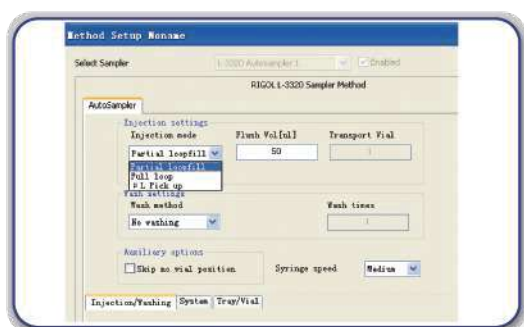 Method Setup Noname
Select Sampler L-3320 Autosampler 1 Enabled
RIGOL L-3320 Sampler Method
AutoSampler
Injection settings
Injection mode Flush Vol[ul] Transport Vial
Partial loopfill 50 1
Partial loopfill
Full loop
μL Pick up
Wash settings
Wash method Wash times
No washing 1
Auxiliary options
Skip no vial position Syringe speed Medium
Injection/Washing System Tray/Vial